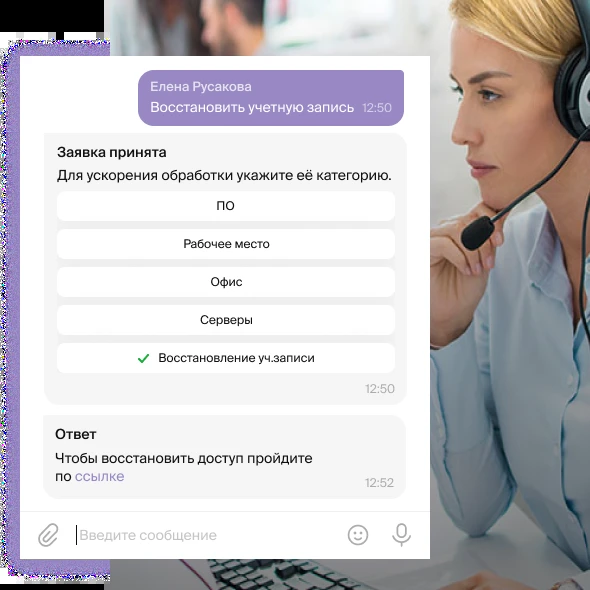 Елена Русакова
Восстановить учетную запись 12:50
Заявка принята
Для ускорения обработки укажите её категорию.
ПО
Рабочее место
Офис
Серверы
Восстановление уч.записи
12:50
Ответ
Чтобы восстановить доступ пройдите
по ссылке
12:52
Введите сообщение